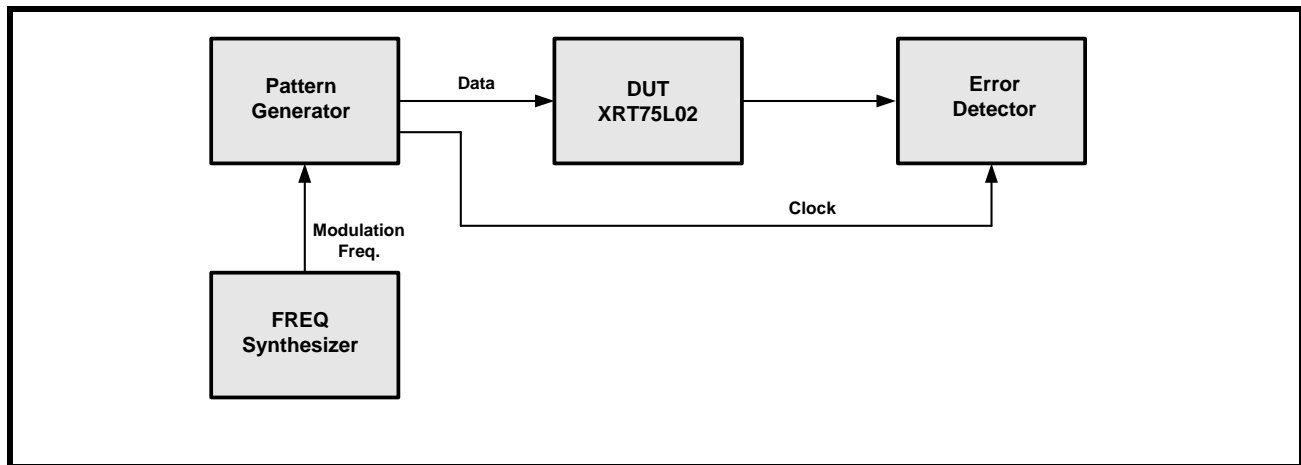 Pattern
Generator
Data
DUT
XRT75L02
Error
Detector
Clock
Modulation
Freq.
FREQ
Synthesizer